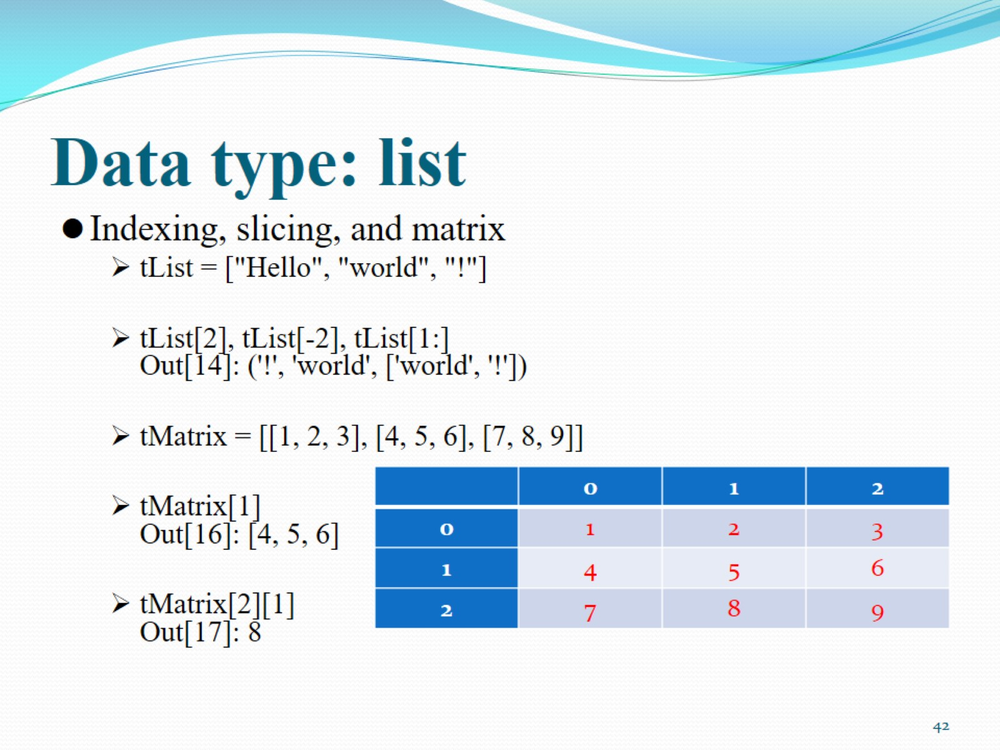 Data type: list
● Indexing, slicing, and matrix
➢ tList = ["Hello", "world", "!"]
➢ tList[2], tList[-2], tList[1:]
Out[14]: ('!', 'world', ['world', '!'])
➢ tMatrix = [[1, 2, 3], [4, 5, 6], [7, 8, 9]]
➢ tMatrix[1]
Out[16]: [4, 5, 6]
➢ tMatrix[2][1]
Out[17]: 8
0 1 2
0 1 2 3
1 4 5 6
2 7 8 9
42